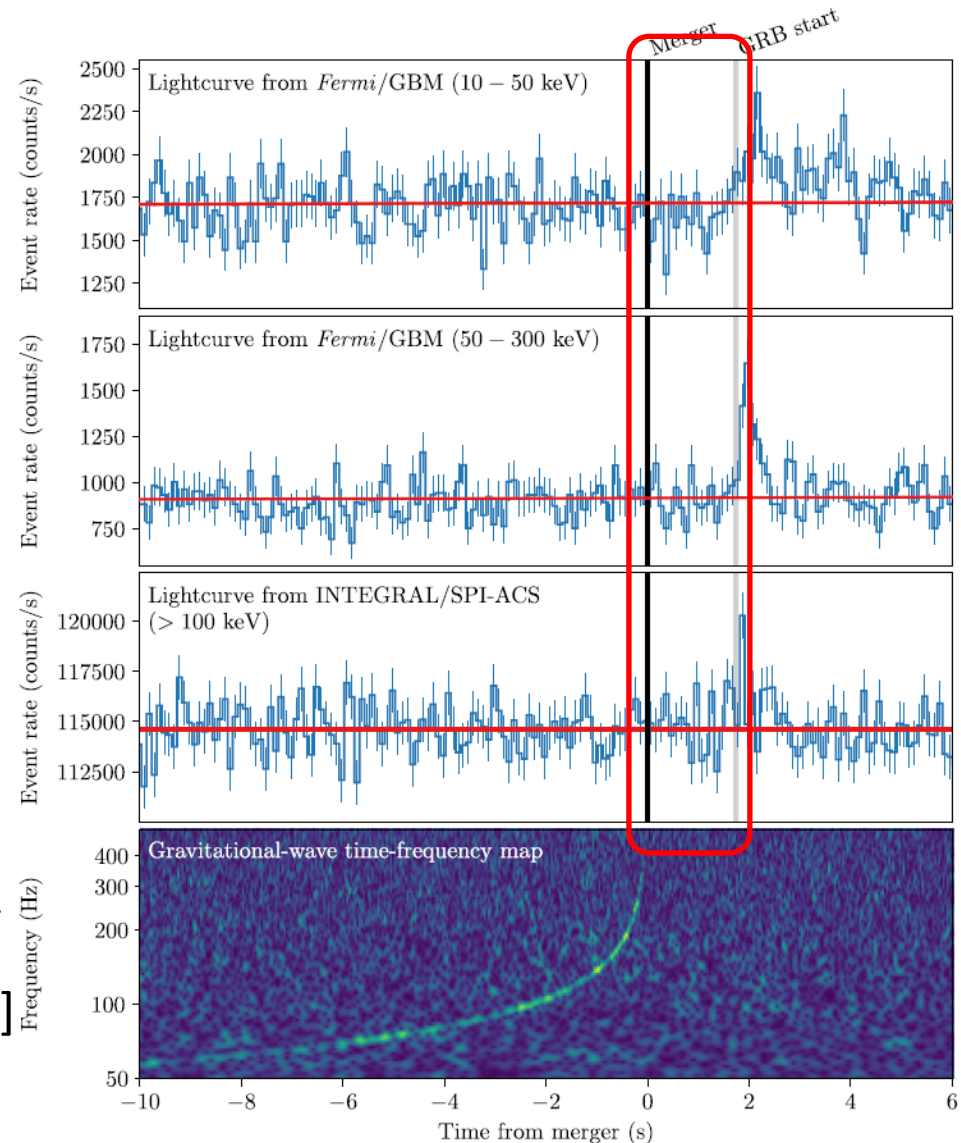 Merger GRB start
Lightcurve from Fermi/GBM (10 − 50 keV)
Event rate (counts/s)
2500
2250
2000
1750
1500
1250
Lightcurve from Fermi/GBM (50 − 300 keV)
Event rate (counts/s)
1750
1500
1250
1000
750
Lightcurve from INTEGRAL/SPI-ACS
(> 100 keV)
Event rate (counts/s)
120000
117500
115000
112500
Gravitational-wave time-frequency map
Frequency (Hz)
400
300
200
100
50
]
−10 −8 −6 −4 −2 0 2 4 6
Time from merger (s)